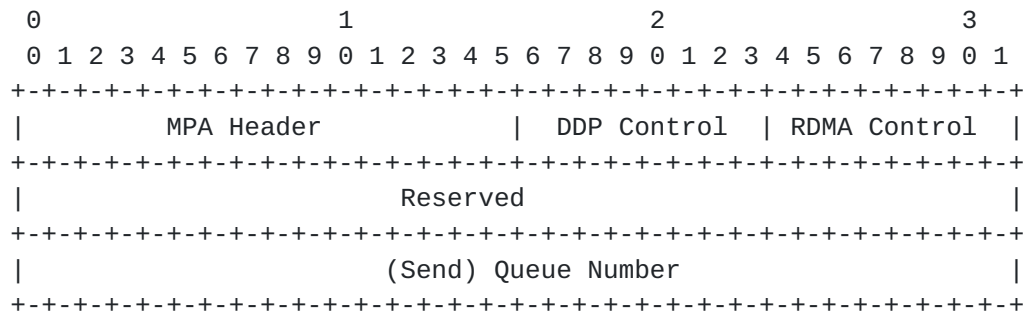 0                   1                   2                   3
 0 1 2 3 4 5 6 7 8 9 0 1 2 3 4 5 6 7 8 9 0 1 2 3 4 5 6 7 8 9 0 1
+-+-+-+-+-+-+-+-+-+-+-+-+-+-+-+-+-+-+-+-+-+-+-+-+-+-+-+-+-+-+-+-+
|         MPA Header            |  DDP Control  | RDMA Control  |
+-+-+-+-+-+-+-+-+-+-+-+-+-+-+-+-+-+-+-+-+-+-+-+-+-+-+-+-+-+-+-+-+
|                        Reserved                               |
+-+-+-+-+-+-+-+-+-+-+-+-+-+-+-+-+-+-+-+-+-+-+-+-+-+-+-+-+-+-+-+-+
|                       (Send) Queue Number                     |
+-+-+-+-+-+-+-+-+-+-+-+-+-+-+-+-+-+-+-+-+-+-+-+-+-+-+-+-+-+-+-+-+